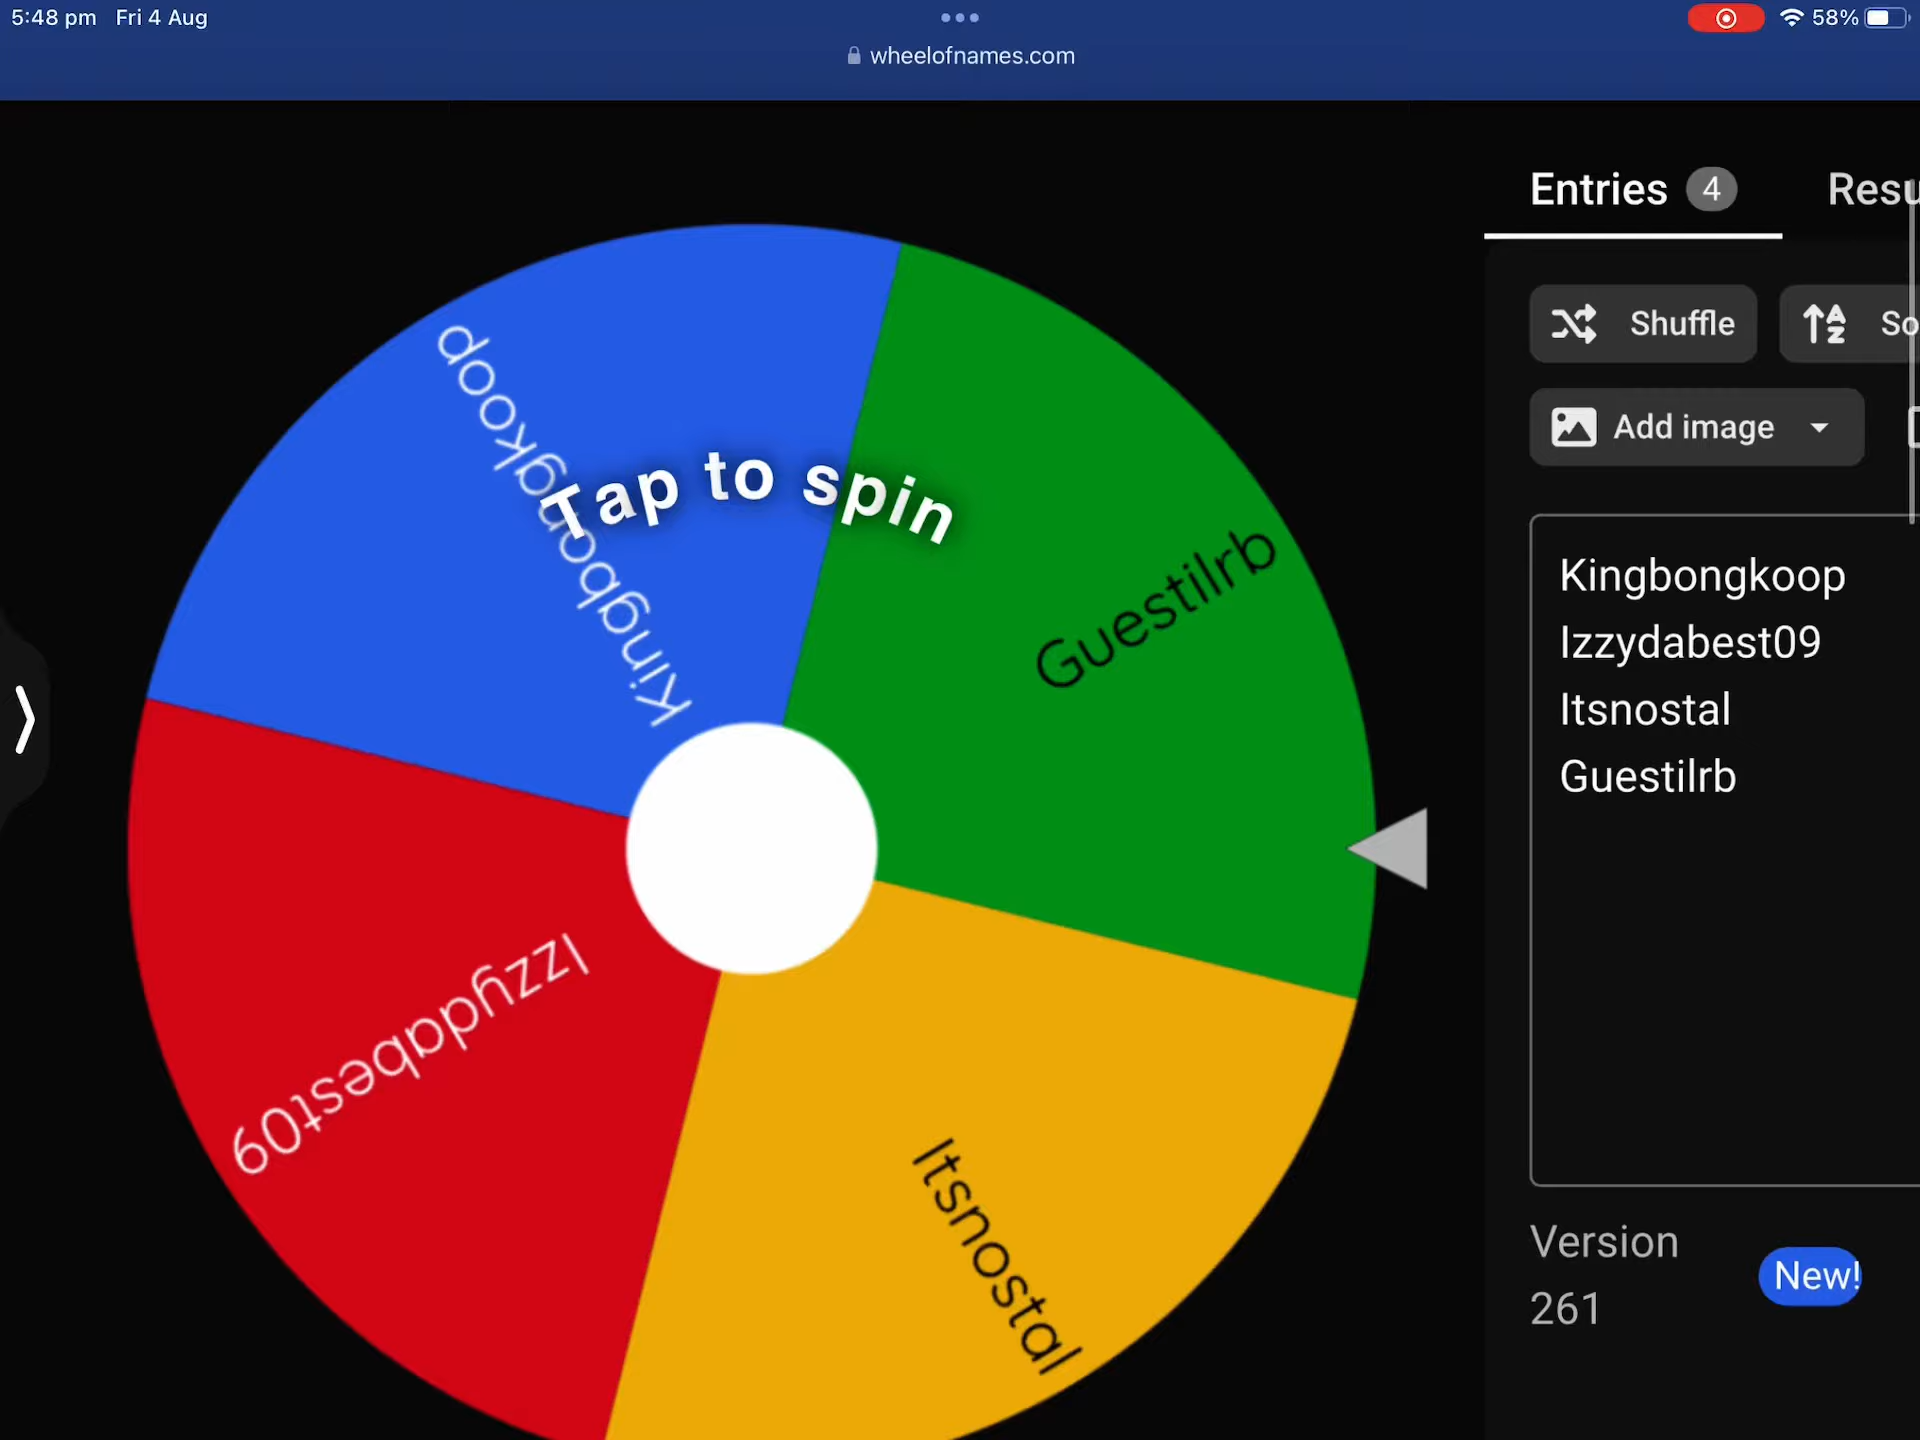 5:48 pm Fri 4 Aug
58%
wheelofnames.com
Entries 4
Resu
Shuffle
So
Add image
Kingbongkoop
Izzydabest09
Itsnostal
Guestilrb
Version
261
New!
Tap to spin
Kingbongkoop
Guestilrb
Izzydabest09
Itsnostal